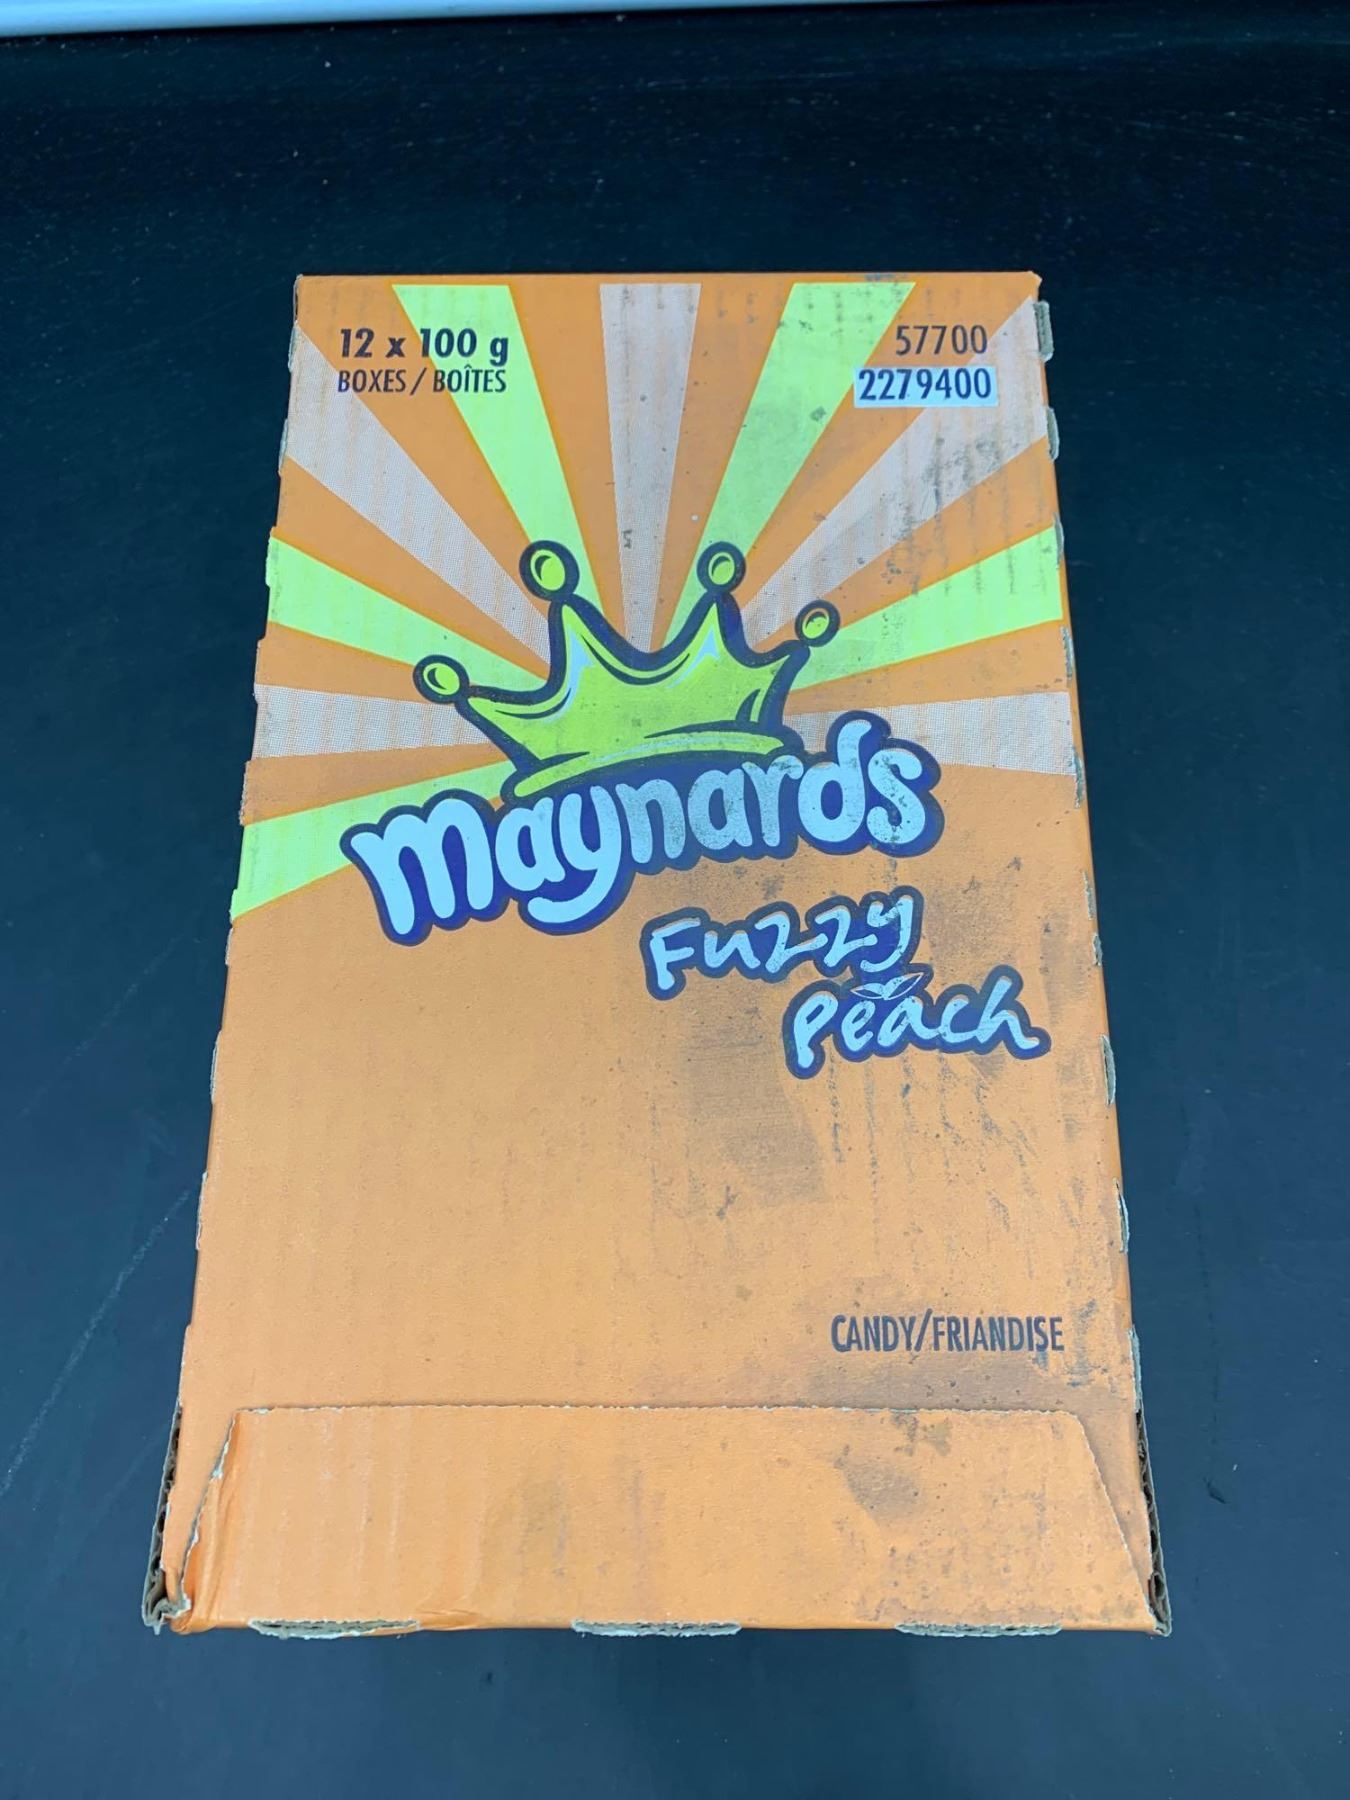 12 x 100 g
BOXES / BOÎTES
57700
2279400
maynards
Fuzzy
Peach
CANDY/FRIANDISE